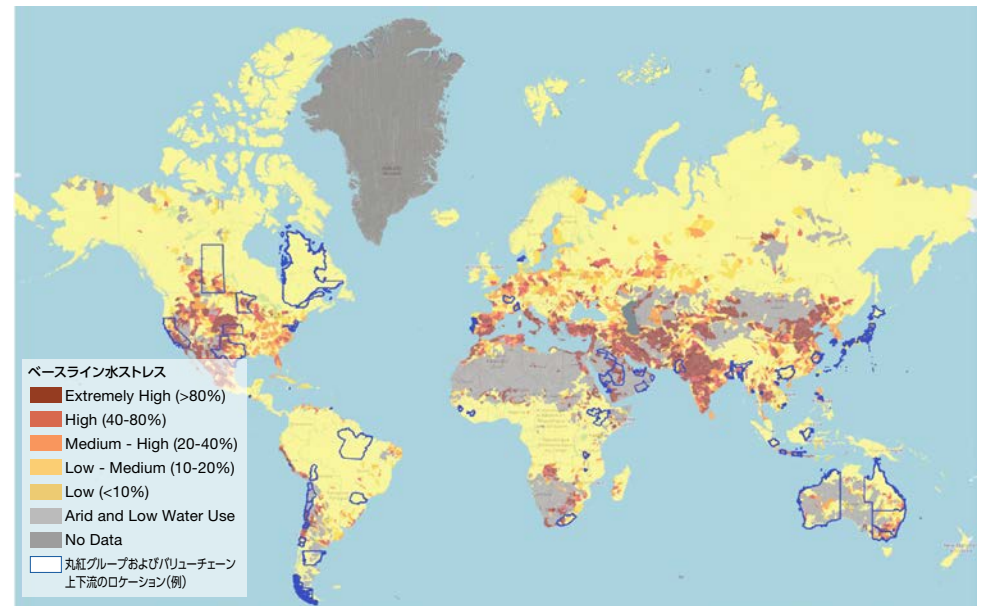 ベースライン水ストレス
Extremely High (>80%)
High (40-80%)
Medium - High (20-40%)
Low - Medium (10-20%)
Low (<10%)
Arid and Low Water Use
No Data
丸紅グループおよびバリューチェーン
上下流のロケーション(例)